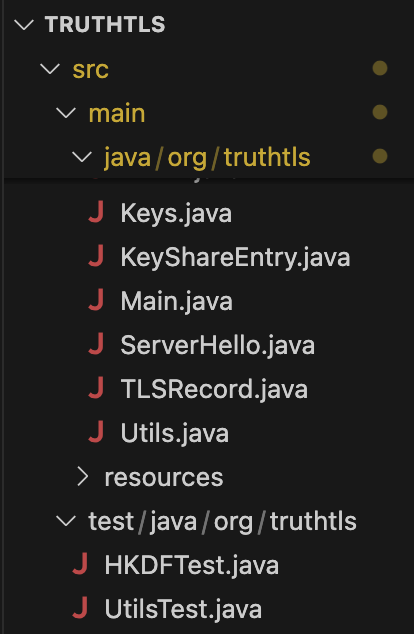 TRUTHTLS
src
main
java/org/truthtls
Keys.java
KeyShareEntry.java
Main.java
ServerHello.java
TLSRecord.java
Utils.java
resources
test/java/org/truthtls
HKDFTest.java
UtilsTest.java